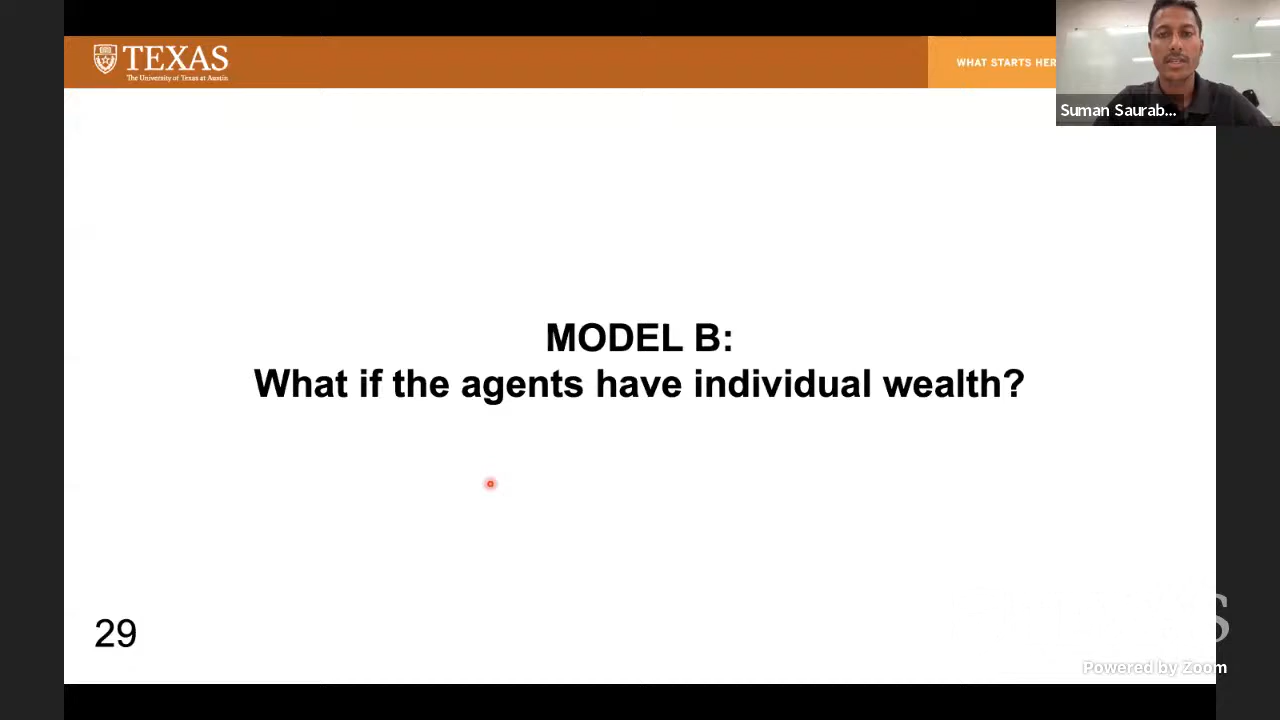 TEXAS
The University of Texas at Austin
WHAT STARTS HER
Suman Saurab...
MODEL B:
What if the agents have individual wealth?
29
S
Powered by Zoom